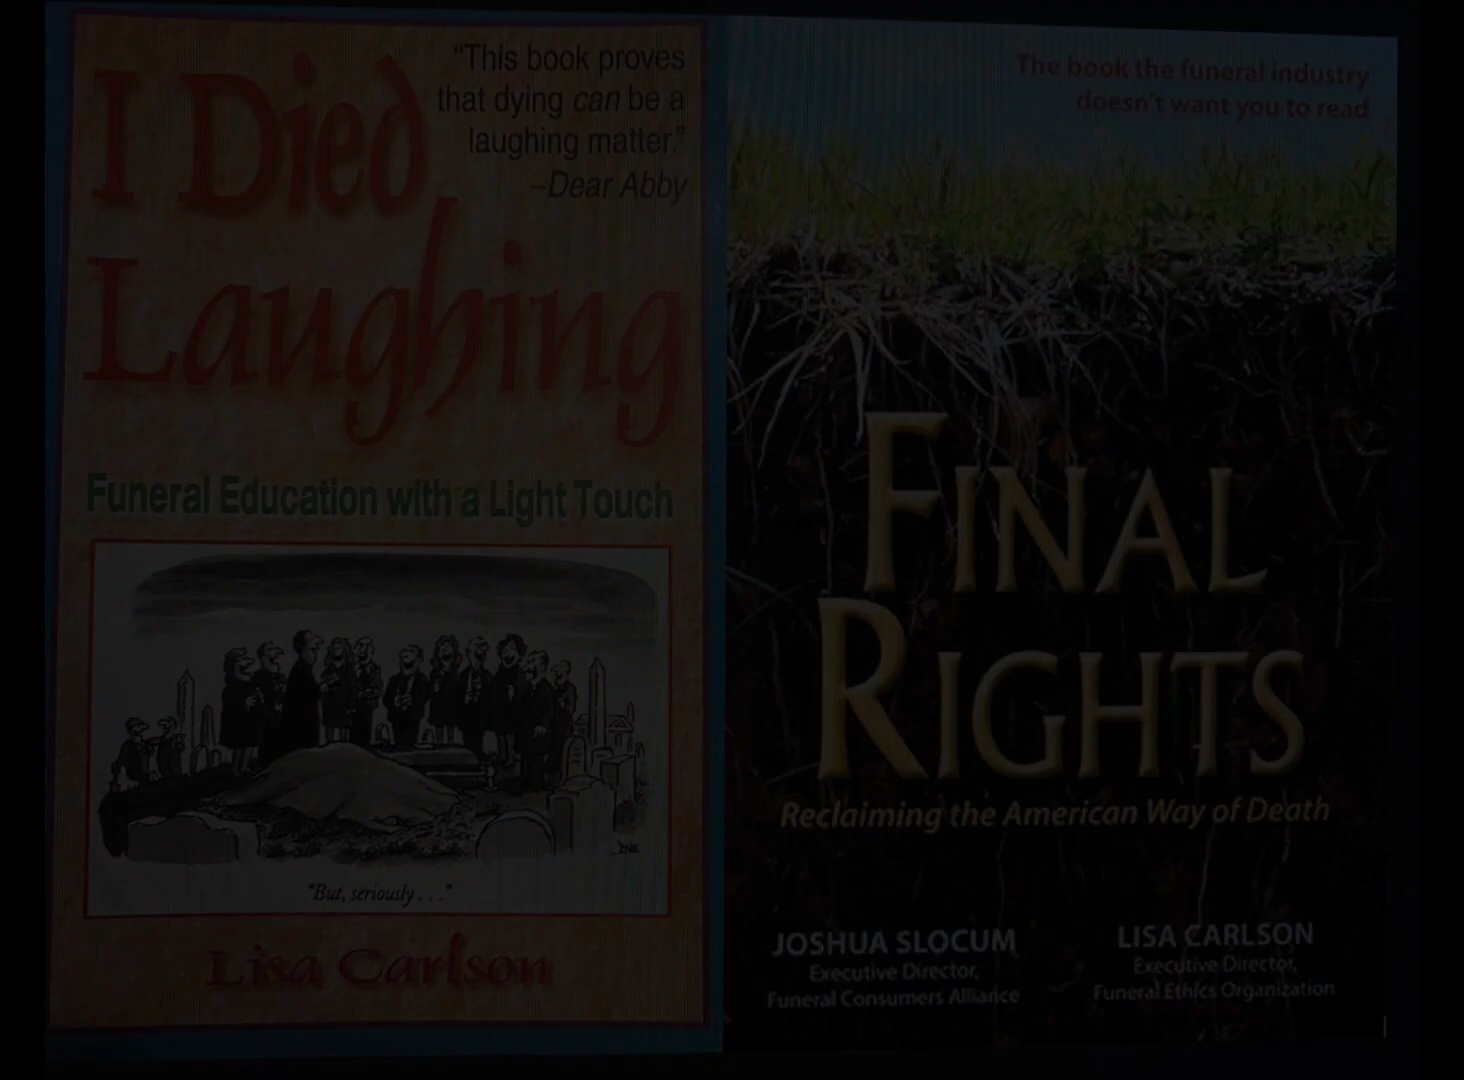 I Died
Laughing
"This book proves
that dying can be a
laughing matter."
–Dear Abby
Funeral Education with a Light Touch
"But, seriously . . ."
Lisa Carlson
The book the funeral industry
doesn't want you to read
FINAL
RIGHTS
Reclaiming the American Way of Death
JOSHUA SLOCUM
Executive Director,
Funeral Consumers Alliance
LISA CARLSON
Executive Director,
Funeral Ethics Organization